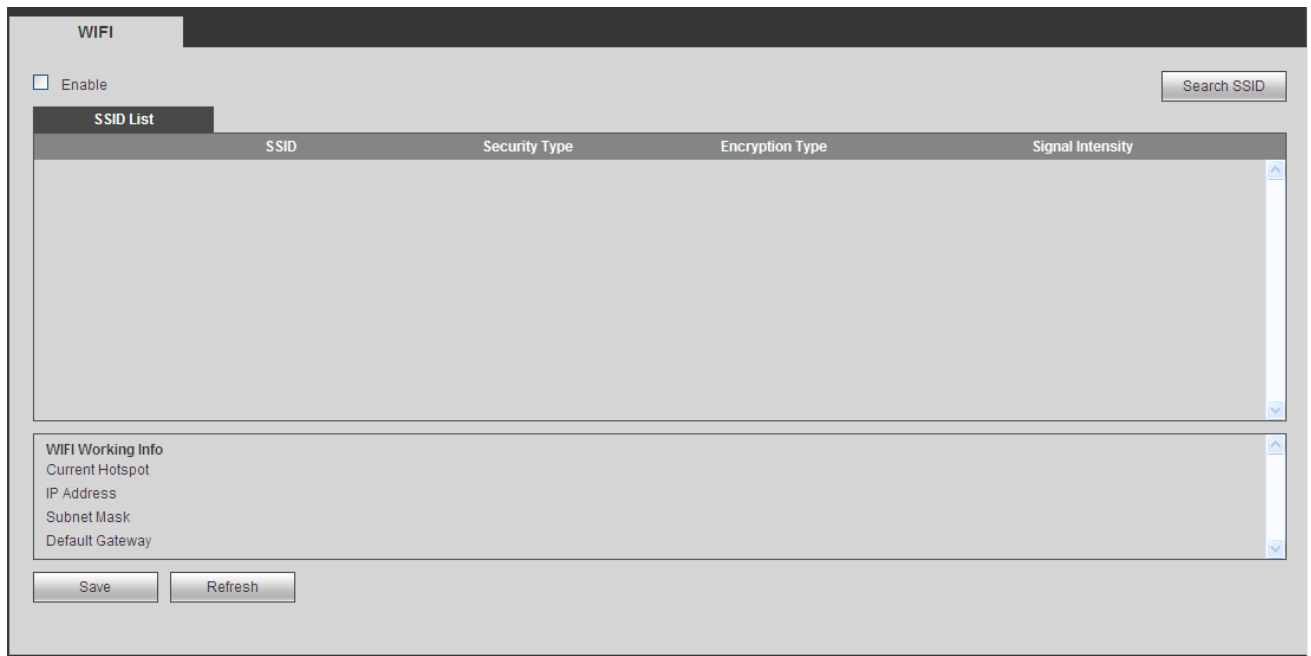 WIFI
Enable
Search SSID
SSID List
SSID Security Type Encryption Type Signal Intensity
WIFI Working Info
Current Hotspot
IP Address
Subnet Mask
Default Gateway
Save Refresh